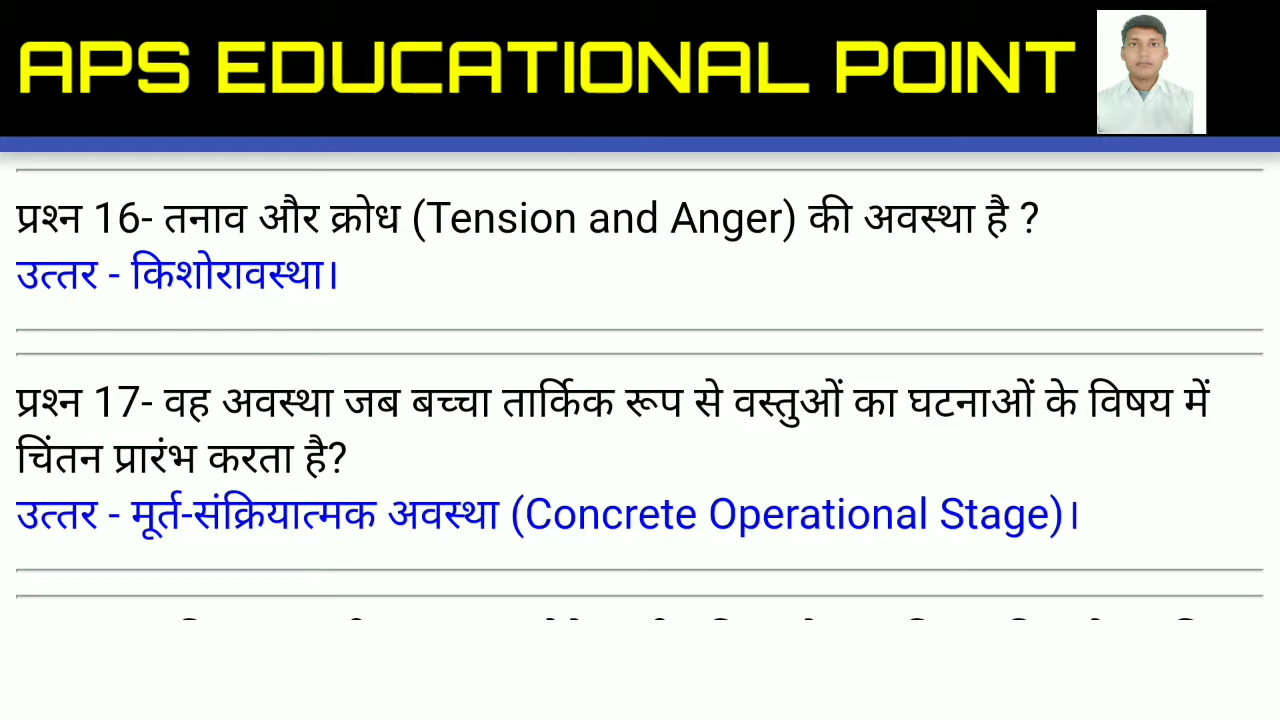 APS EDUCATIONAL POINT
प्रश्न 16- तनाव और क्रोध (Tension and Anger) की अवस्था है ?
उत्तर - किशोरावस्था।
प्रश्न 17- वह अवस्था जब बच्चा तार्किक रूप से वस्तुओं का घटनाओं के विषय में
चिंतन प्रारंभ करता है?
उत्तर - मूर्त-संक्रियात्मक अवस्था (Concrete Operational Stage)।